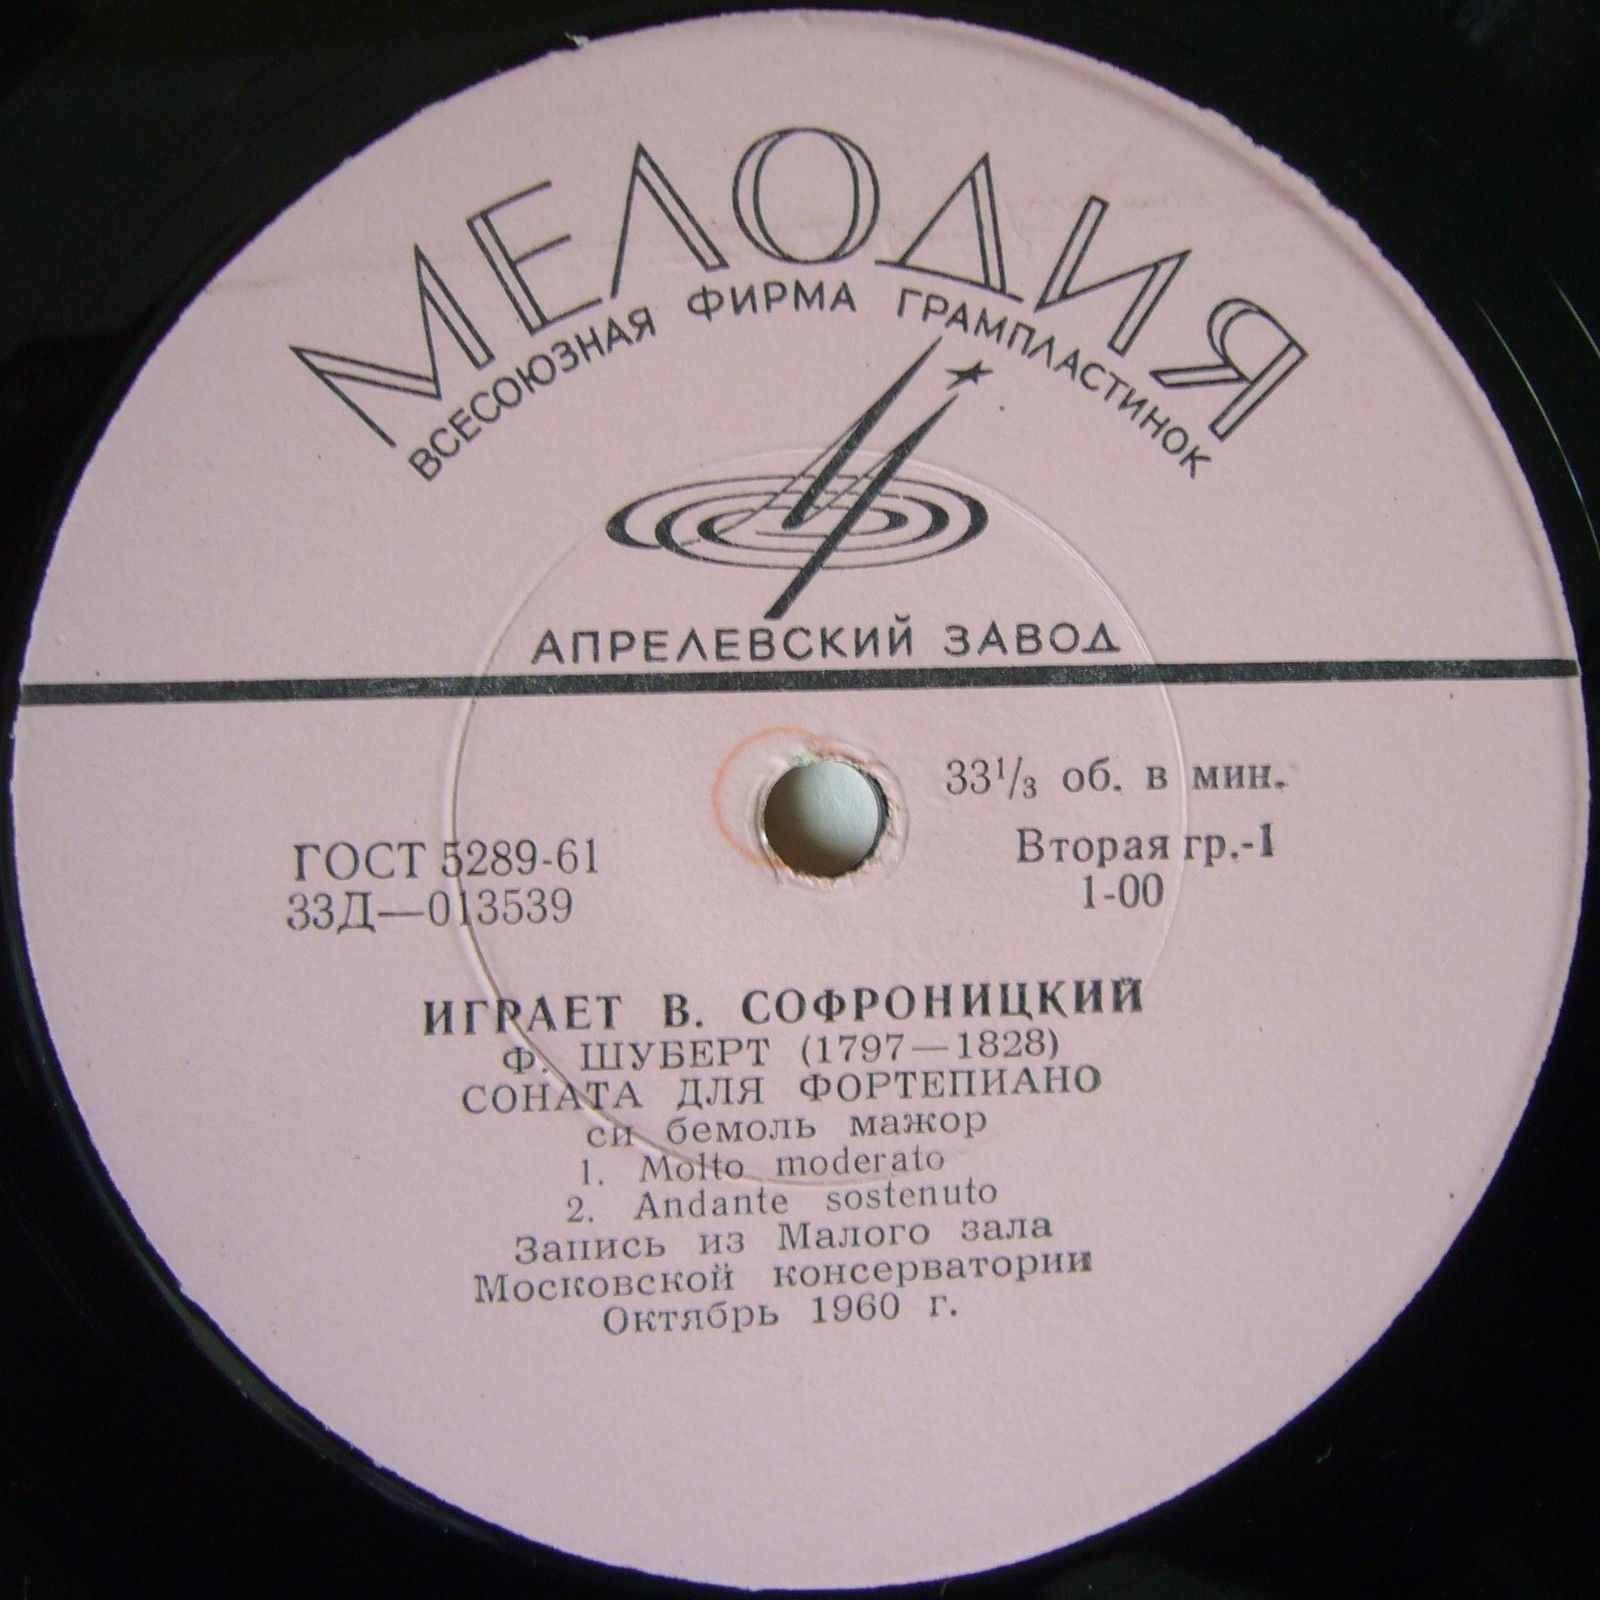 МЕЛОДИЯ
ВСЕСОЮЗНАЯ ФИРМА ГРАМПЛАСТИНОК
АПРЕЛЕВСКИЙ ЗАВОД
33¹/₃ об. в мин.
ГОСТ 5289-61
Вторая гр.-1
33Д—013539
1-00
ИГРАЕТ В. СОФРОНИЦКИЙ
Ф. ШУБЕРТ (1797—1828)
СОНАТА ДЛЯ ФОРТЕПИАНО
си бемоль мажор
1. Molto moderato
2. Andante sostenuto
Запись из Малого зала
Московской консерватории
Октябрь 1960 г.